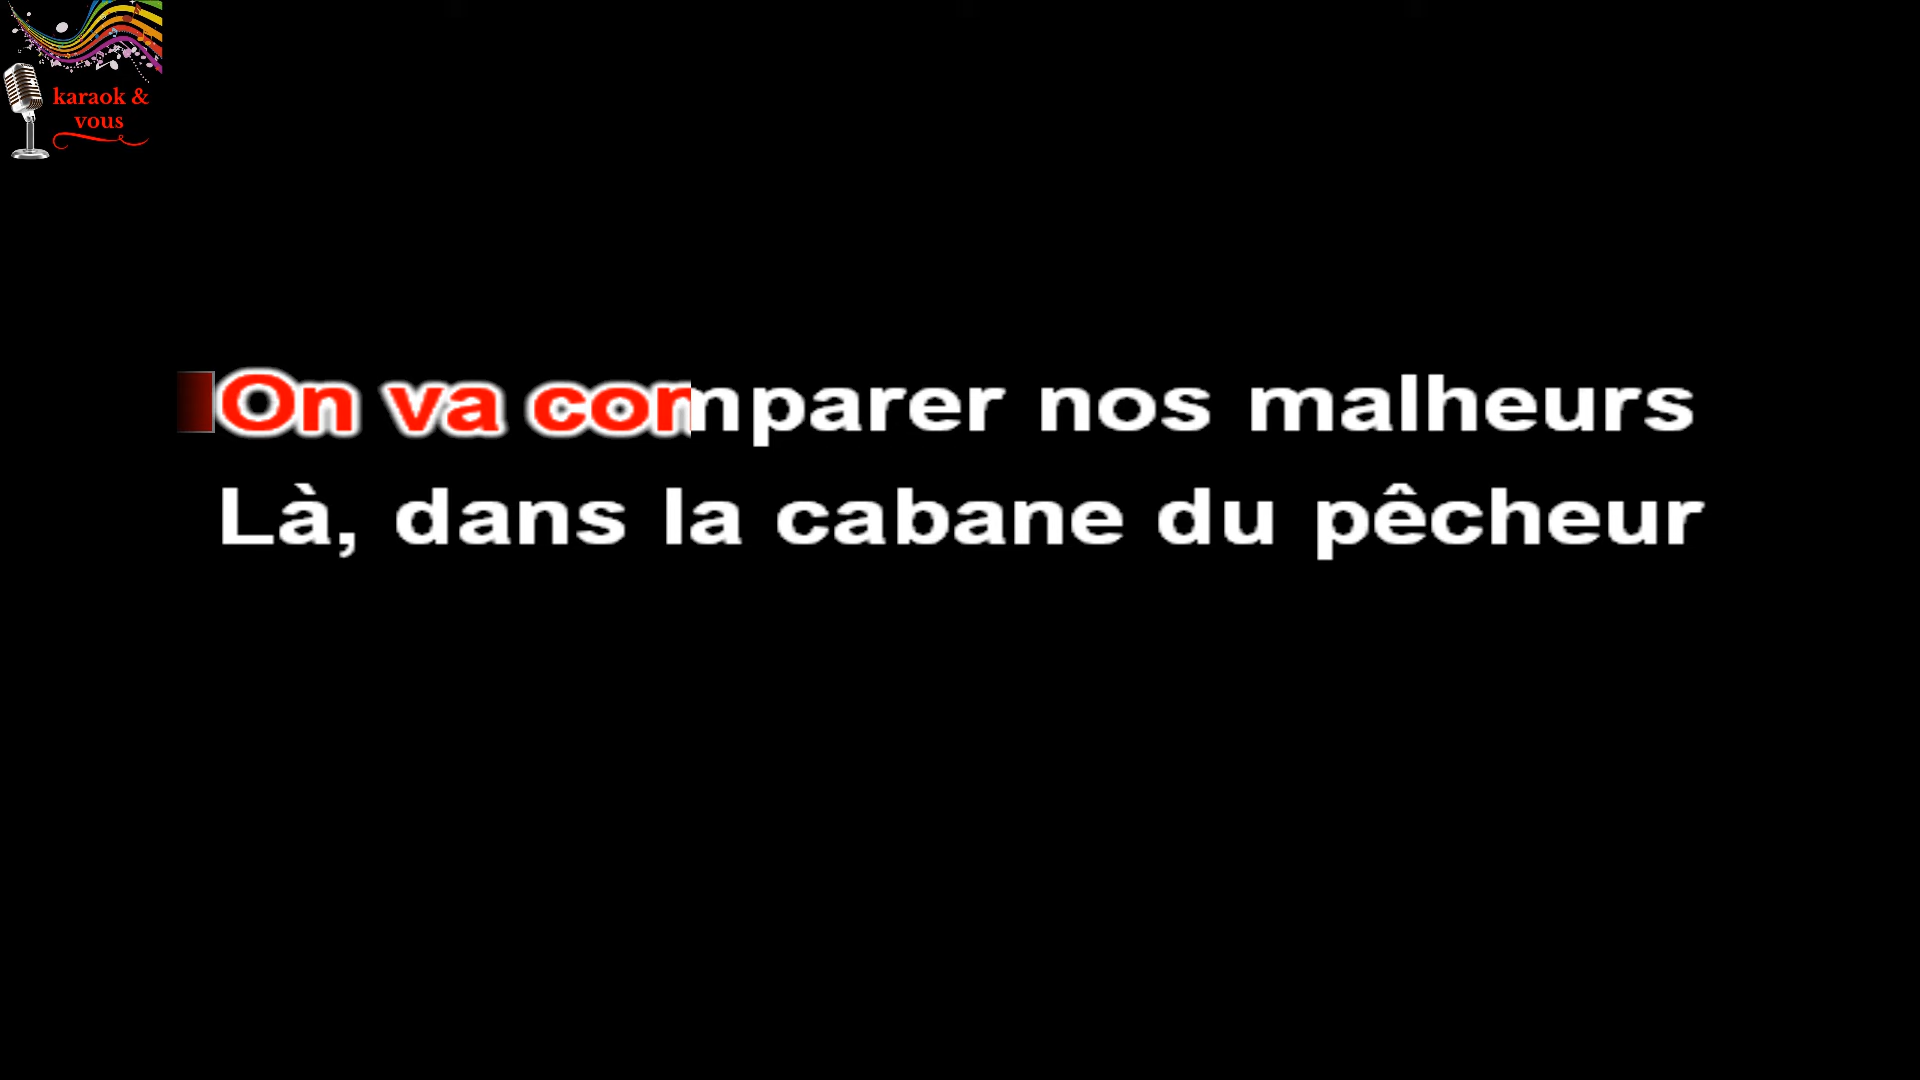 karaok &
vous
On va comparer nos malheurs
Là, dans la cabane du pêcheur